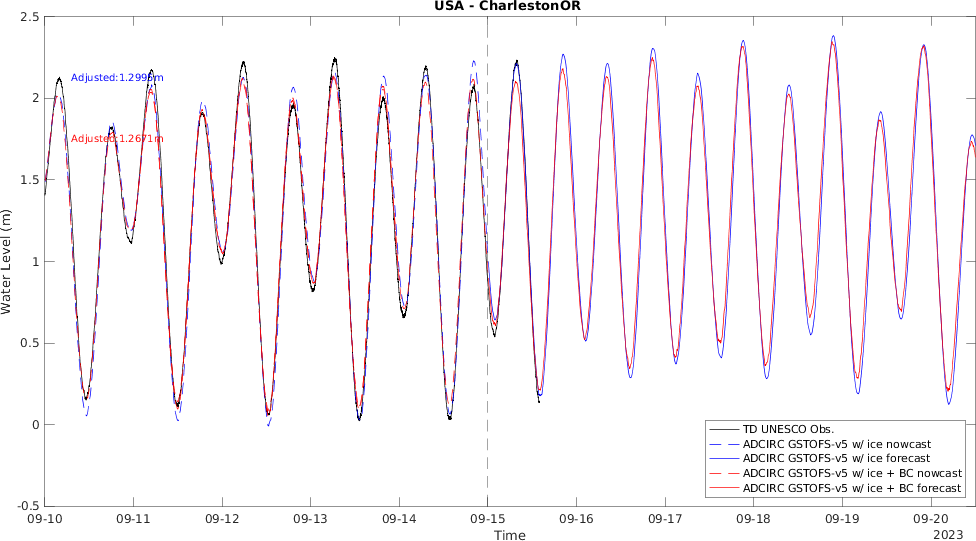 USA - CharlestonOR
2.5
2
1.5
1
0.5
0
-0.5
Water Level (m)
Adjusted:1.2995m
Adjusted:1.2671m
TD UNESCO Obs.
ADCIRC GSTOFS-v5 w/ ice nowcast
ADCIRC GSTOFS-v5 w/ ice forecast
ADCIRC GSTOFS-v5 w/ ice + BC nowcast
ADCIRC GSTOFS-v5 w/ ice + BC forecast
09-10 09-11 09-12 09-13 09-14 09-15 09-16 09-17 09-18 09-19 09-20
Time
2023